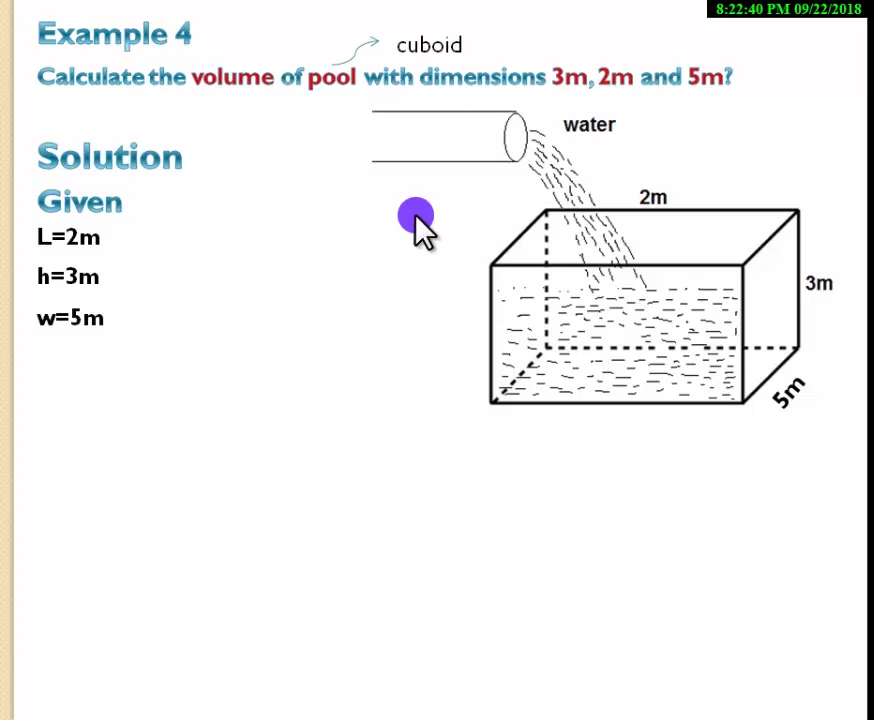 8:22:40 PM 09/22/2018
Example 4
cuboid
Calculate the volume of pool with dimensions 3m, 2m and 5m?
water
Solution
2m
Given
L=2m
h=3m
3m
w=5m
5m